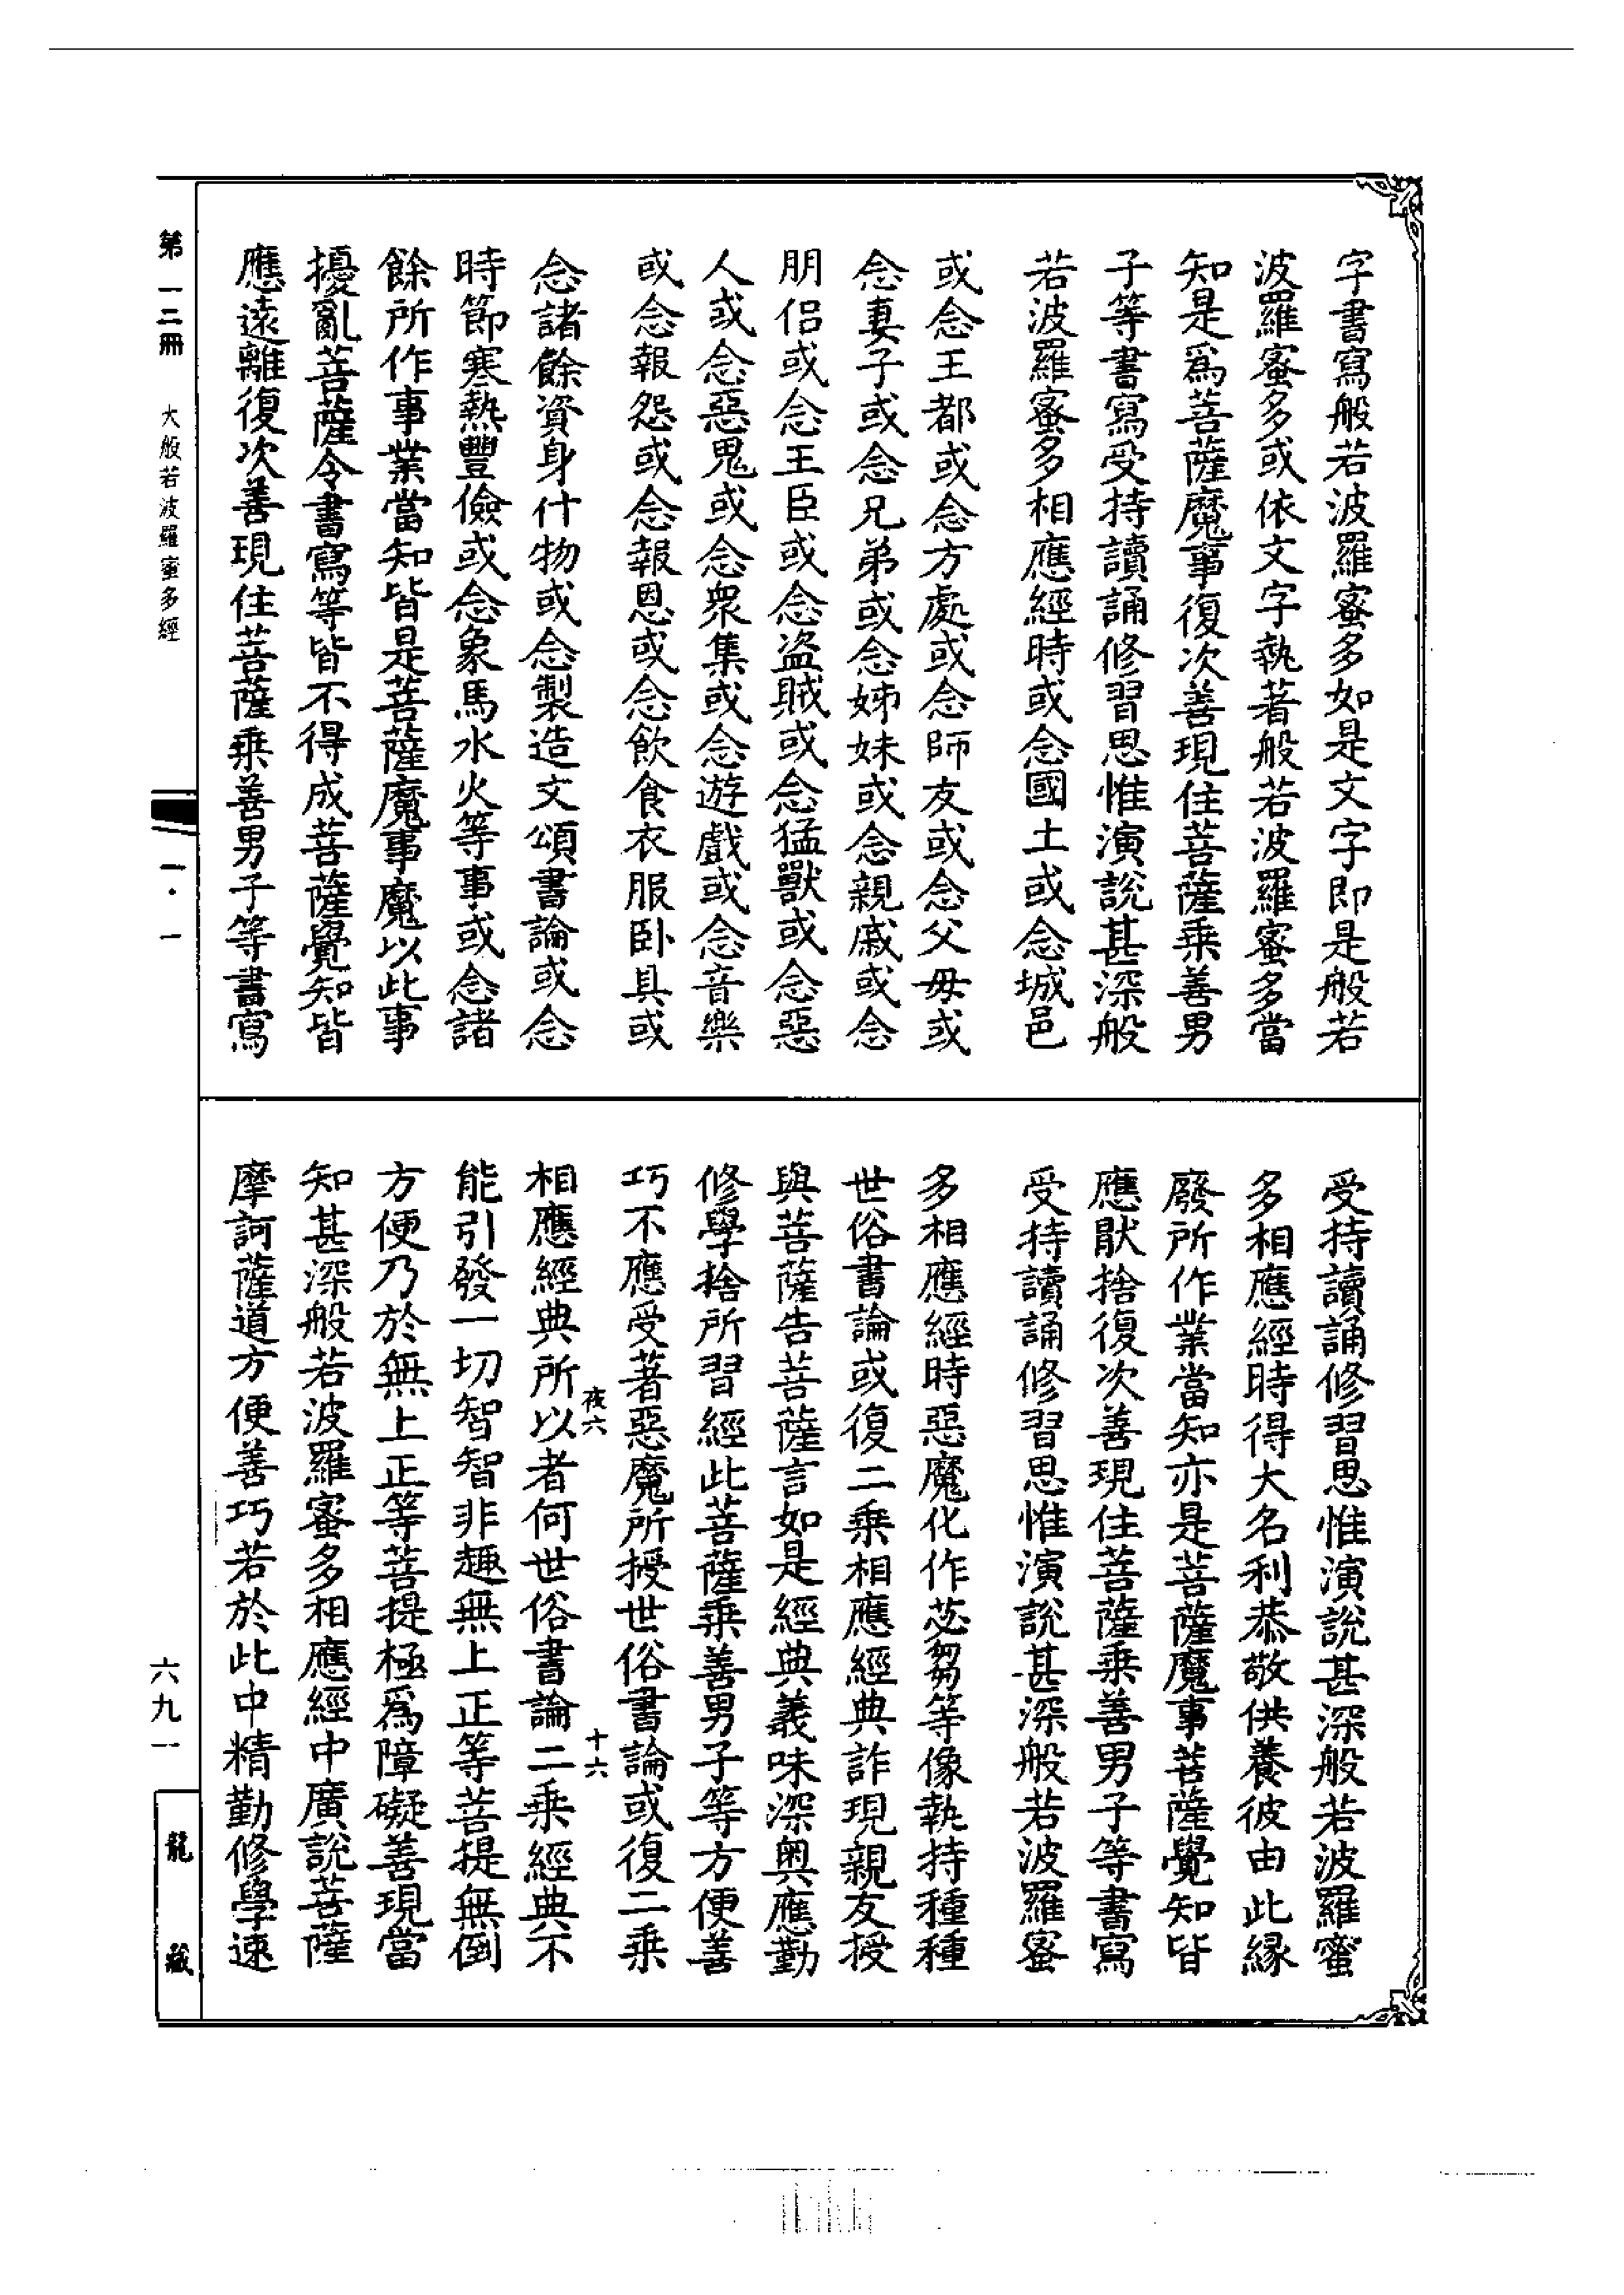 字書寫般若波羅蜜多如是文字即是般若
波羅蜜多或依文字執著般若波羅蜜多當
知是爲菩薩魔事復次善現住菩薩乗善男
子等書寫受持讀誦修習思惟演説甚深般
若波羅蜜多相應經時或念國土或念城邑
或念王都或念方處或念師友或念父母或
念妻子或念兄弟或念姊妹或念親戚或念
朋侣或念王臣或念盗賊或念猛獸或念惡
人或念惡鬼或念衆集或念遊戲或念音樂
或念報怨或念報恩或念飲食衣服卧具或
念諸餘資身什物或念製造文頌書論或念
時節寒熱豐儉或念象馬水火等事或念諸
餘所作事業當知皆是菩薩魔事魔以此事
擾亂菩薩令書寫等皆不得成菩薩覺知皆
應遠離復次善現住菩薩乗善男子等書寫
受持讀誦修習思惟演説甚深般若波羅蜜
多相應經時得大名利恭敬供養彼由此縁
廢所作業當知亦是菩薩魔事菩薩覺知皆
應猒捨復次善現住菩薩乗善男子等書寫
受持讀誦修習思惟演説甚深般若波羅蜜
多相應經時惡魔化作苾芻等像執持種種
世俗書論或復二乗相應經典詐現親友授
與菩薩告菩薩言如是經典義味深奥應勤
修學捨所習經此菩薩乗善男子等方便善
巧不應受著惡魔所授世俗書論或復二乗
夜六
十六
相應經典所以者何世俗書論二乗經典不
能引發一切智智非趣無上正等菩提無倒
方便乃於無上正等菩提極爲障礙善現當
知甚深般若波羅蜜多相應經中廣説菩薩
摩訶薩道方便善巧若於此中精勤修學速
第一二冊
大般若波羅蜜多經
一·一
六九一
龍藏